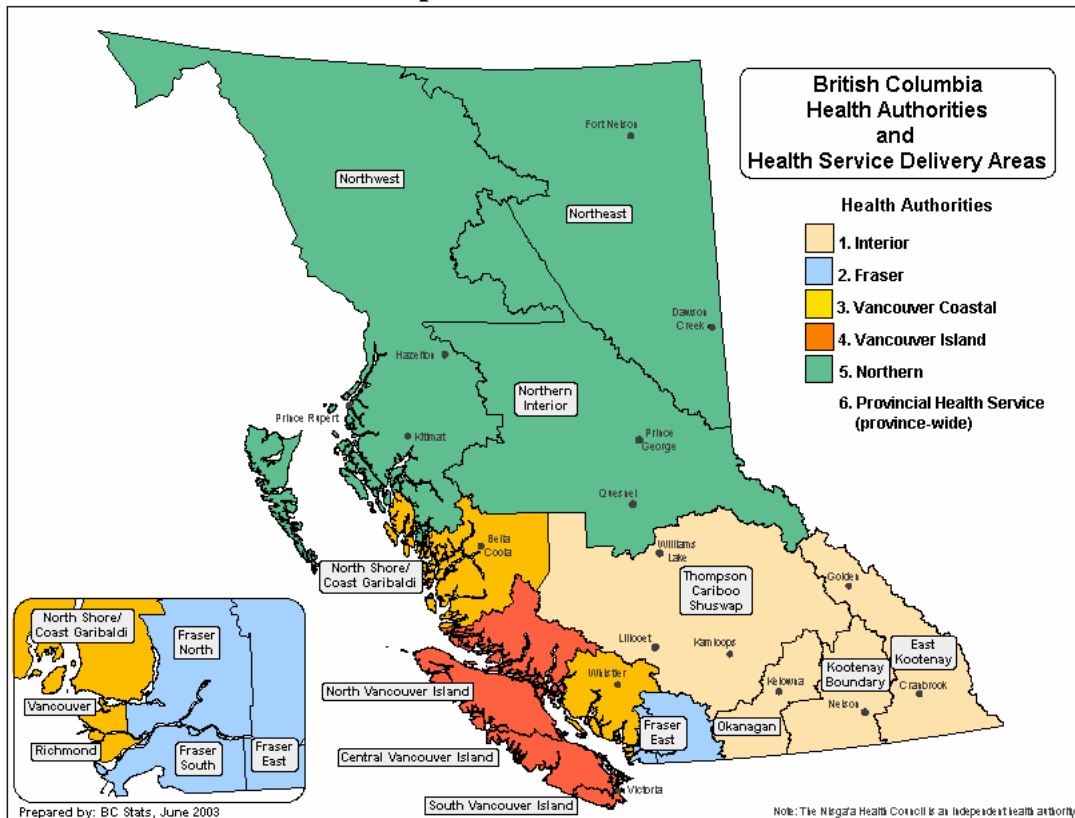 British Columbia
Health Authorities
and
Health Service Delivery Areas
Health Authorities
1. Interior
2. Fraser
3. Vancouver Coastal
4. Vancouver Island
5. Northern
6. Provincial Health Service
(province-wide)
Fort Nelson
Northwest
Northeast
Dawson
Creek
Hazelton
Northern
Interior
Prince Rupert
Kitimat
Prince
George
Quesnel
Bella
Coola
Williams
Lake
North Shore/
Coast Garibaldi
Thompson
Cariboo
Shuswap
Golden
Lillooet
Kamloops
East
Kootenay
Kootenay
Boundary
Whistler
Kelowna
Cranbrook
North Vancouver Island
Nelson
Okanagan
Fraser
East
Central Vancouver Island
Victoria
South Vancouver Island
North Shore/
Coast Garibaldi
Fraser
North
Vancouver
Richmond
Fraser
South
Fraser
East
Prepared by: BC Stats, June 2003
Note: The Nisga'a Health Council is an independent health authority